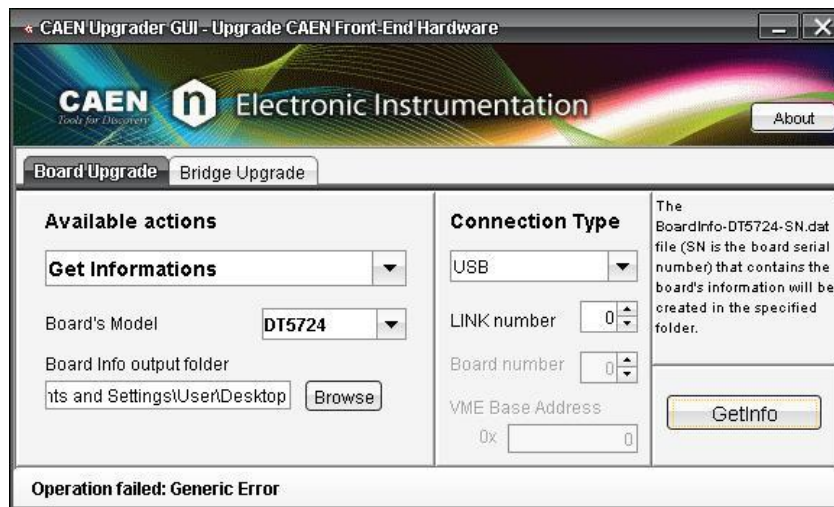 CAEN Upgrader GUI - Upgrade CAEN Front-End Hardware
CAEN n Electronic Instrumentation
Tools for Discovery
About
Board Upgrade Bridge Upgrade
Available actions
Get Informations
Board's Model DT5724
Board Info output folder
nts and Settings\User\Desktop Browse
Connection Type
USB
LINK number 0
Board number 0
VME Base Address
0x 0
The
BoardInfo-DT5724-SN.dat
file (SN is the board serial
number) that contains the
board's information will be
created in the specified
folder.
GetInfo
Operation failed: Generic Error